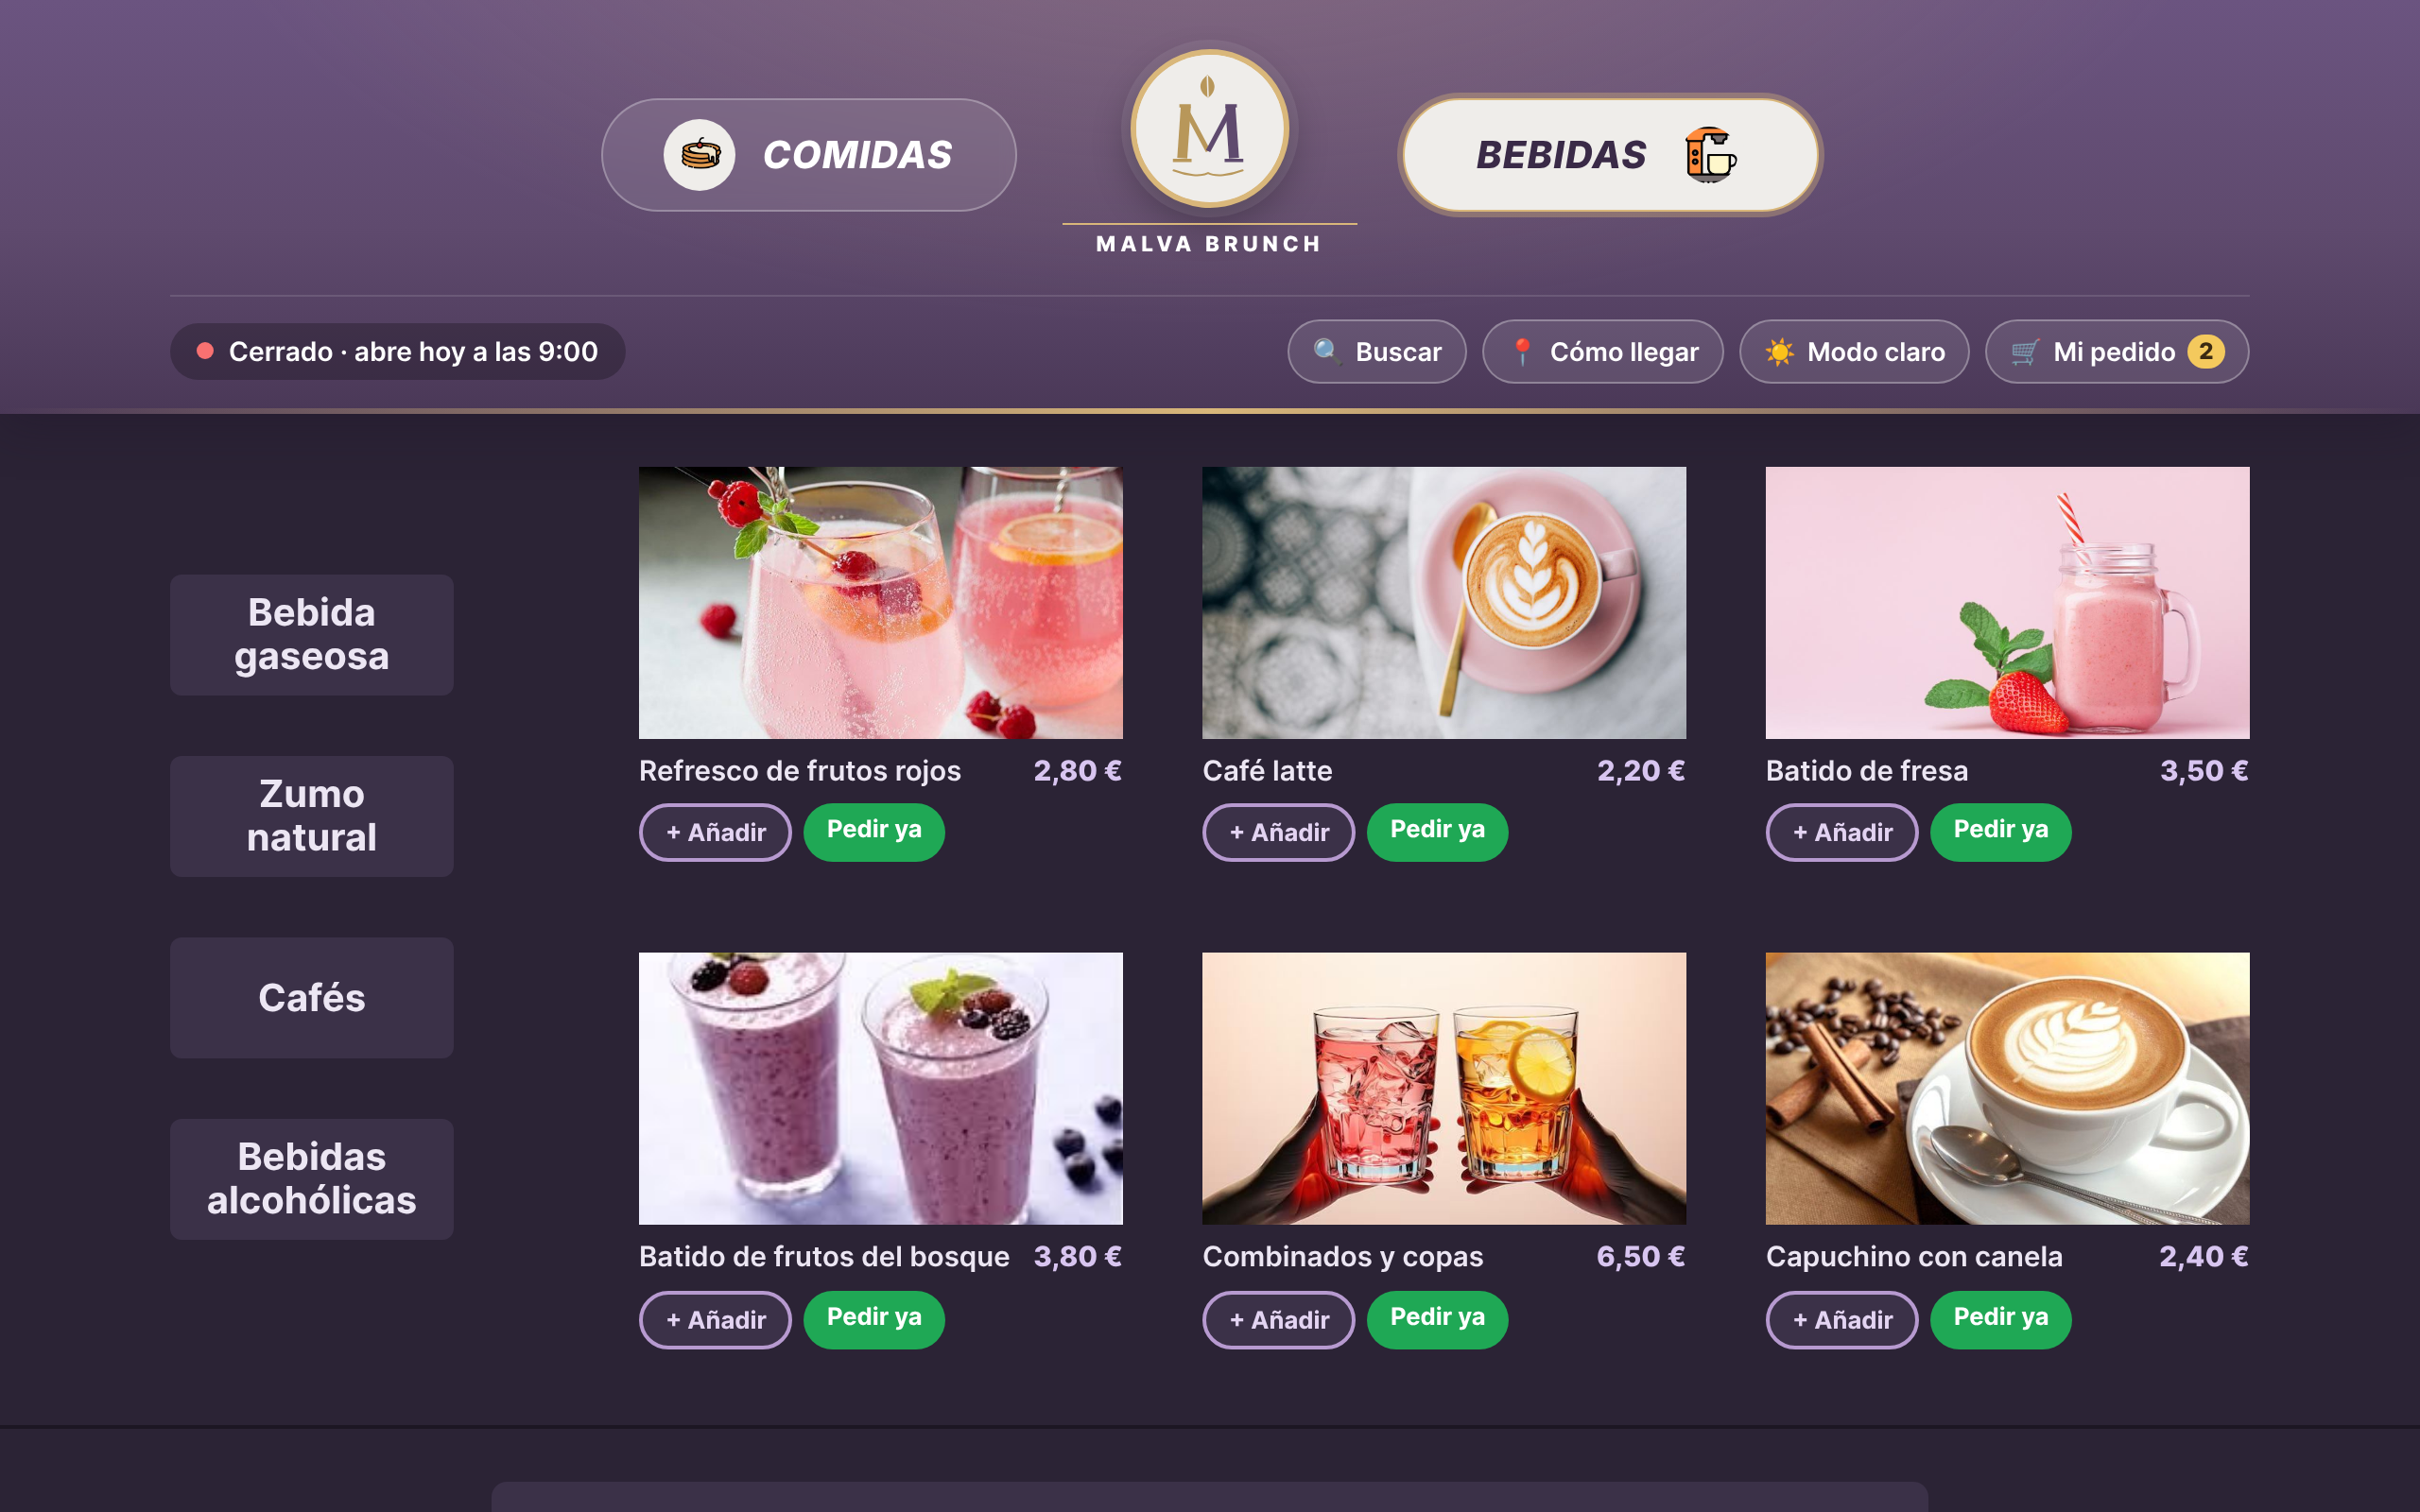 COMIDAS
M
MALVA BRUNCH
BEBIDAS
Cerrado · abre hoy a las 9:00
Buscar
Cómo llegar
Modo claro
Mi pedido 2
Bebida
gaseosa
Zumo
natural
Cafés
Bebidas
alcohólicas
Refresco de frutos rojos 2,80 €
+ Añadir
Pedir ya
Café latte 2,20 €
+ Añadir
Pedir ya
Batido de fresa 3,50 €
+ Añadir
Pedir ya
Batido de frutos del bosque 3,80 €
+ Añadir
Pedir ya
Combinados y copas 6,50 €
+ Añadir
Pedir ya
Capuchino con canela 2,40 €
+ Añadir
Pedir ya